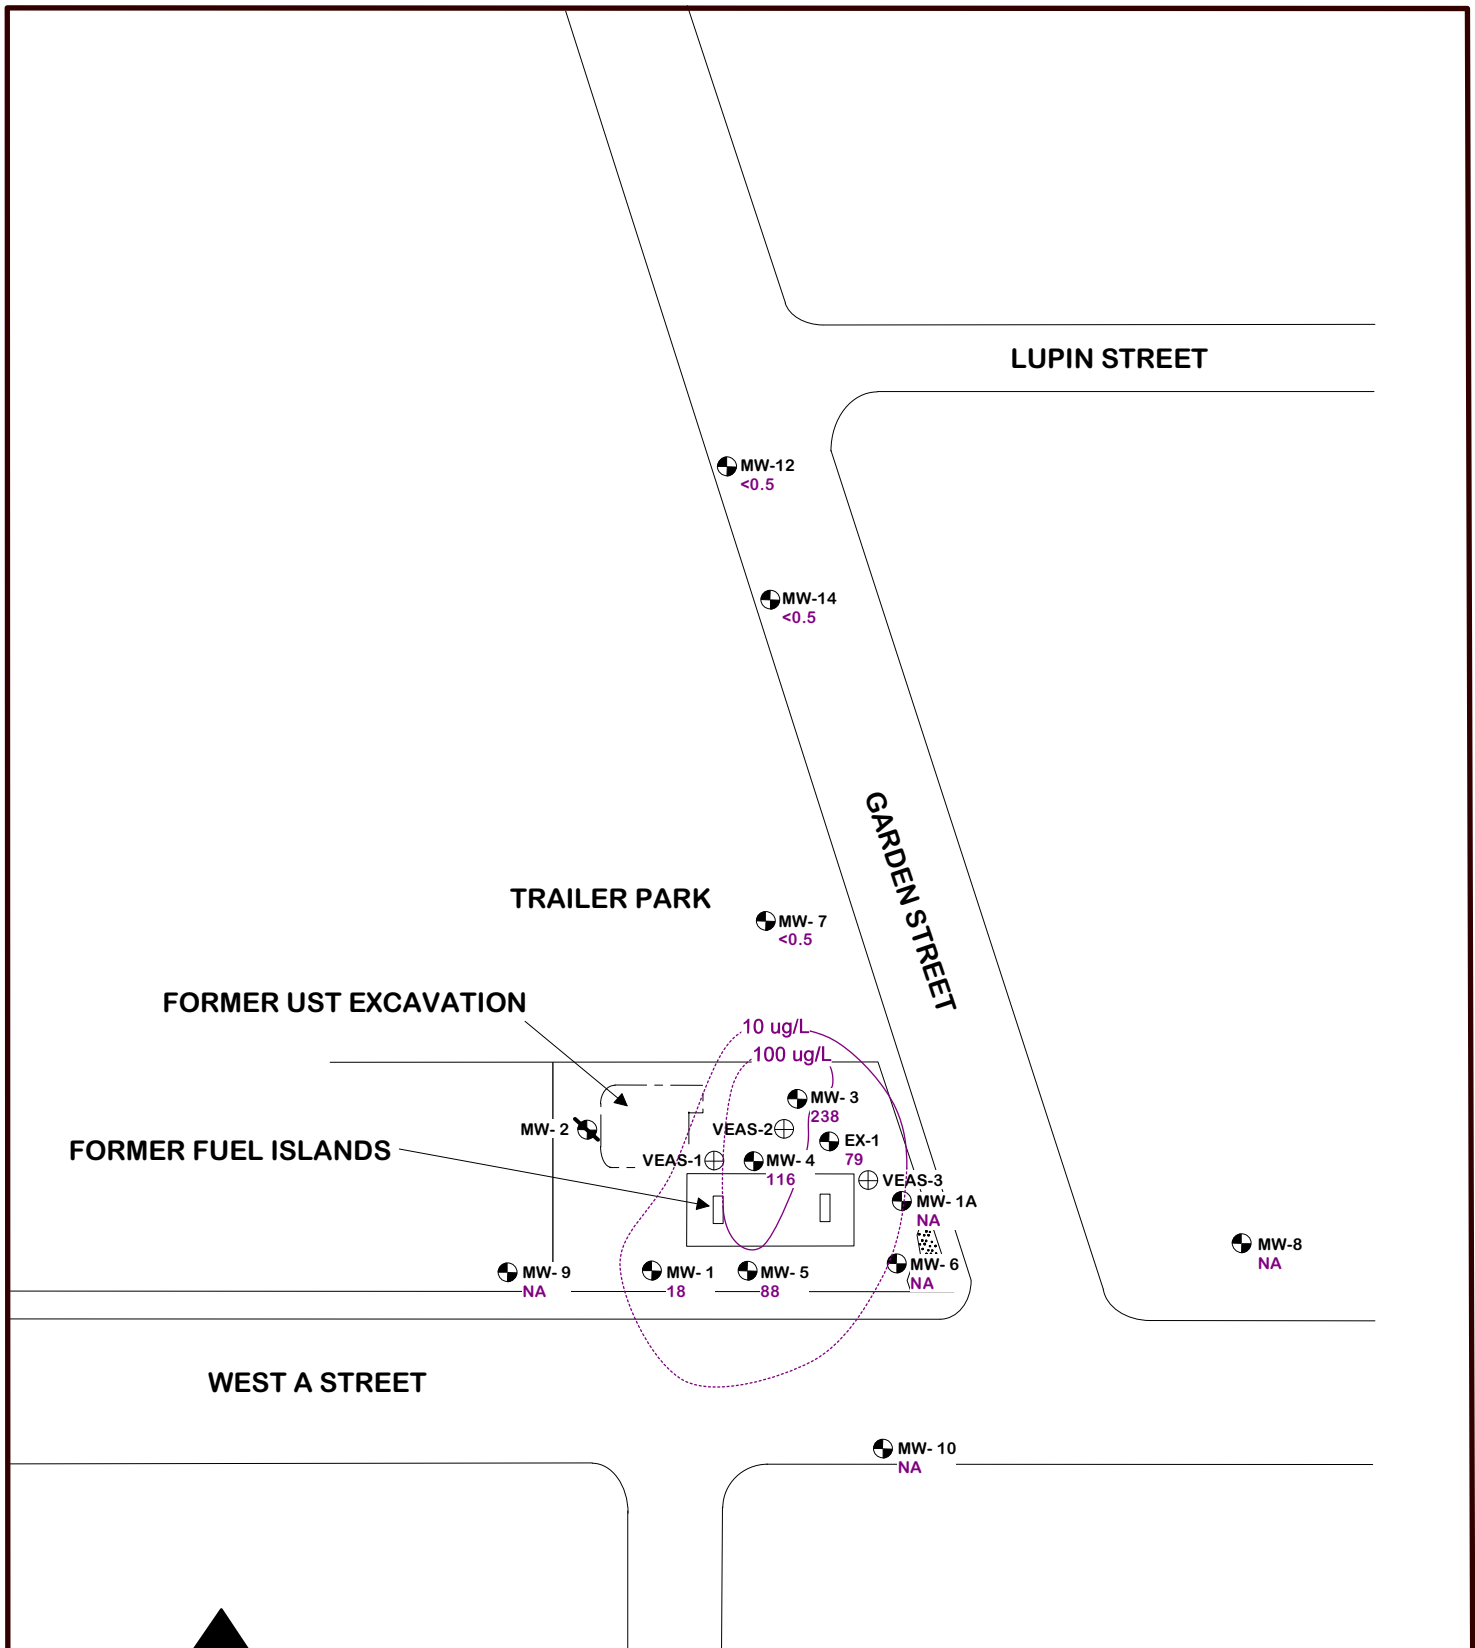 LUPIN STREET
MW-12
<0.5
MW-14
<0.5
GARDEN STREET
TRAILER PARK
MW- 7
<0.5
FORMER UST EXCAVATION
10 ug/L
100 ug/L
MW- 3
238
MW- 2
VEAS-2
EX-1
79
FORMER FUEL ISLANDS
VEAS-1
MW- 4
116
VEAS-3
MW- 1A
NA
MW-8
NA
MW- 6
NA
MW- 9
NA
MW- 1
18
MW- 5
88
WEST A STREET
MW- 10
NA